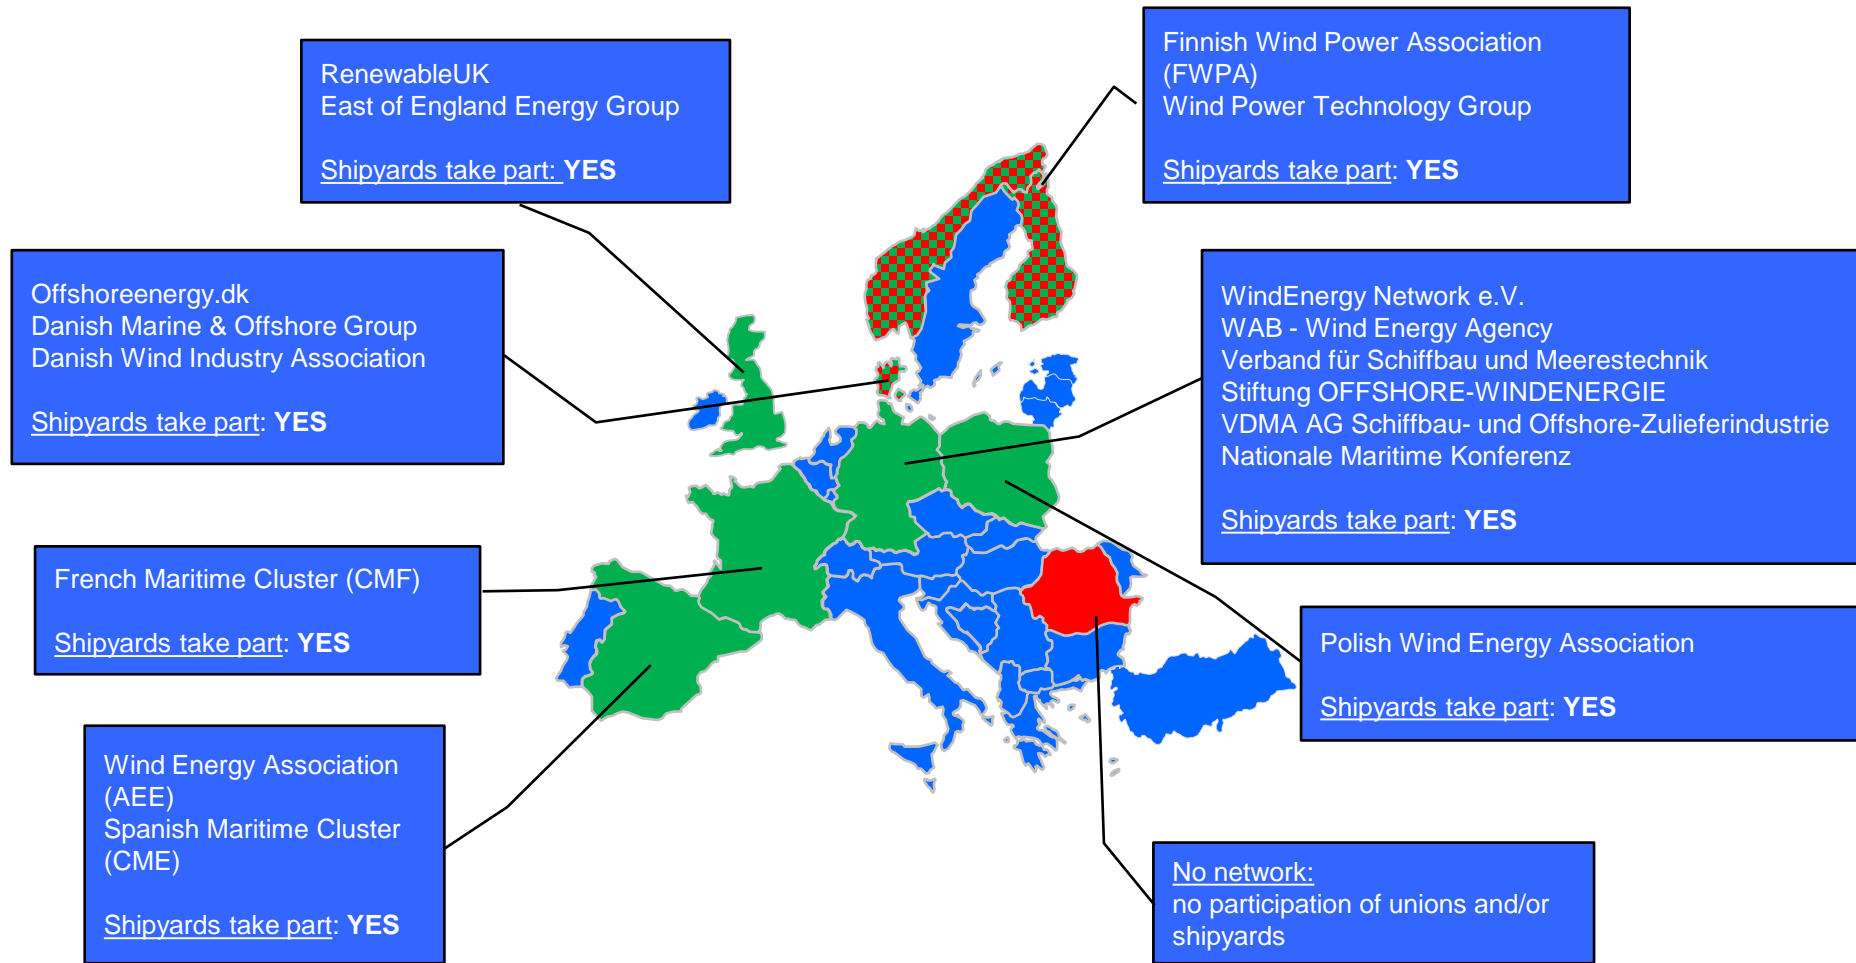 RenewableUK
East of England Energy Group
Shipyards take part: YES
Finnish Wind Power Association
(FWPA)
Wind Power Technology Group
Shipyards take part: YES
Offshoreenergy.dk
Danish Marine & Offshore Group
Danish Wind Industry Association
Shipyards take part: YES
WindEnergy Network e.V.
WAB - Wind Energy Agency
Verband für Schiffbau und Meerestechnik
Stiftung OFFSHORE-WINDENERGIE
VDMA AG Schiffbau- und Offshore-Zulieferindustrie
Nationale Maritime Konferenz
Shipyards take part: YES
French Maritime Cluster (CMF)
Shipyards take part: YES
Polish Wind Energy Association
Shipyards take part: YES
Wind Energy Association
(AEE)
Spanish Maritime Cluster
(CME)
Shipyards take part: YES
No network:
no participation of unions and/or
shipyards